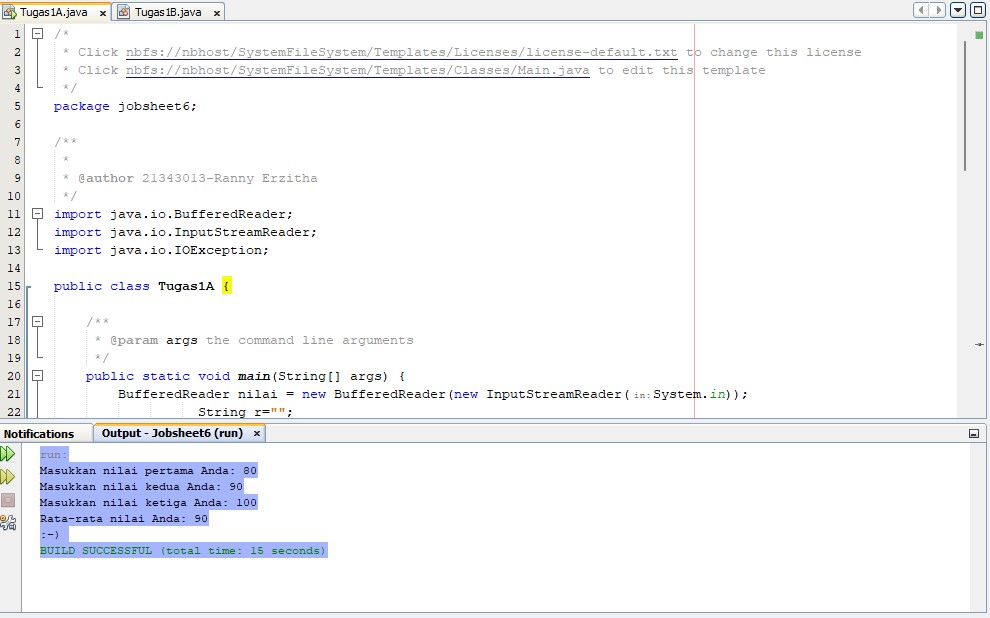 Tugas1A.java x Tugas1B.java x
1 /*
2 * Click nbfs://nbhost/SystemFileSystem/Templates/Licenses/license-default.txt to change this license
3 * Click nbfs://nbhost/SystemFileSystem/Templates/Classes/Main.java to edit this template
4 */
5 package jobsheet6;
6
7 /**
8 *
9 * @author 21343013-Ranny Erzitha
10 */
11 import java.io.BufferedReader;
12 import java.io.InputStreamReader;
13 import java.io.IOException;
14
15 public class Tugas1A {
16
17 /**
18 * @param args the command line arguments
19 */
20 public static void main(String[] args) {
21 BufferedReader nilai = new BufferedReader(new InputStreamReader( in: System.in));
22 String r="";
Notifications Output - Jobsheet6 (run) x
run:
Masukkan nilai pertama Anda: 80
Masukkan nilai kedua Anda: 90
Masukkan nilai ketiga Anda: 100
Rata-rata nilai Anda: 90
:-)
BUILD SUCCESSFUL (total time: 15 seconds)